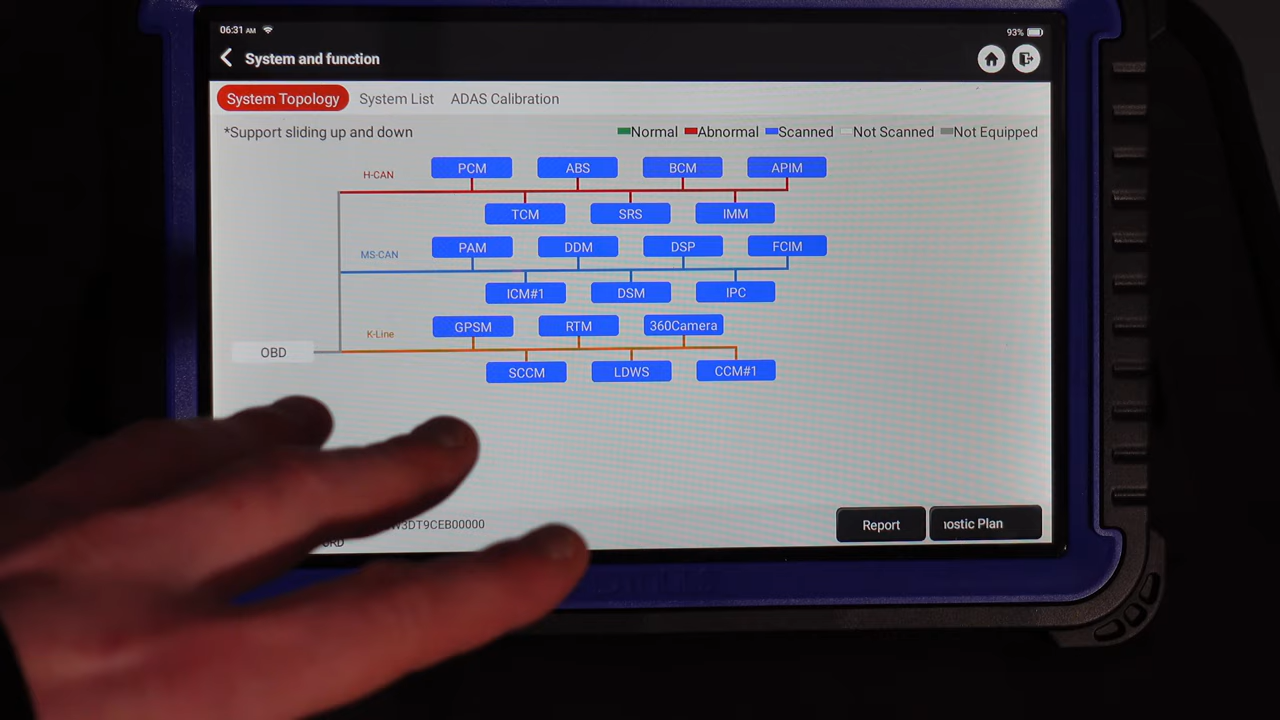 06:31 AM
93%
System and function
System Topology System List ADAS Calibration
*Support sliding up and down
Normal Abnormal Scanned Not Scanned Not Equipped
H-CAN
PCM ABS BCM APIM
TCM SRS IMM
MS-CAN
PAM DDM DSP FCIM
ICM#1 DSM IPC
K-Line
GPSM RTM 360Camera
OBD
SCCM LDWS CCM#1
W3DT9CEB00000
Report
nostic Plan